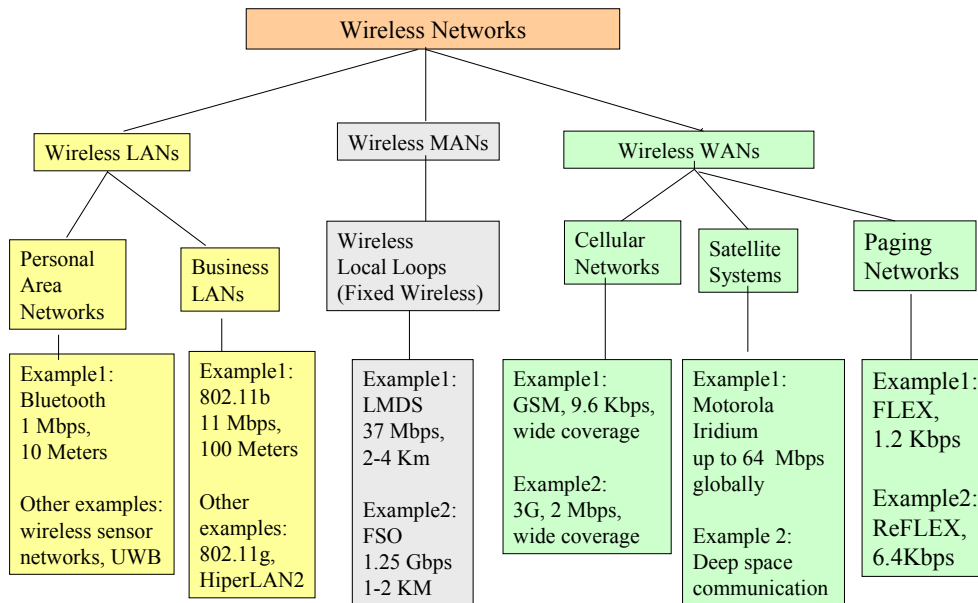 Wireless Networks
Wireless LANs
Wireless MANs
Wireless WANs
Personal
Area
Networks
Business
LANs
Wireless
Local Loops
(Fixed Wireless)
Cellular
Networks
Satellite
Systems
Paging
Networks
Example1:
Bluetooth
1 Mbps,
10 Meters
Other examples:
wireless sensor
networks, UWB
Example1:
802.11b
11 Mbps,
100 Meters
Other
examples:
802.11g,
HiperLAN2
Example1:
LMDS
37 Mbps,
2-4 Km
Example2:
FSO
1.25 Gbps
1-2 KM
Example1:
GSM, 9.6 Kbps,
wide coverage
Example2:
3G, 2 Mbps,
wide coverage
Example1:
Motorola
Iridium
up to 64 Mbps
globally
Example 2:
Deep space
communication
Example1:
FLEX,
1.2 Kbps
Example2:
ReFLEX,
6.4Kbps